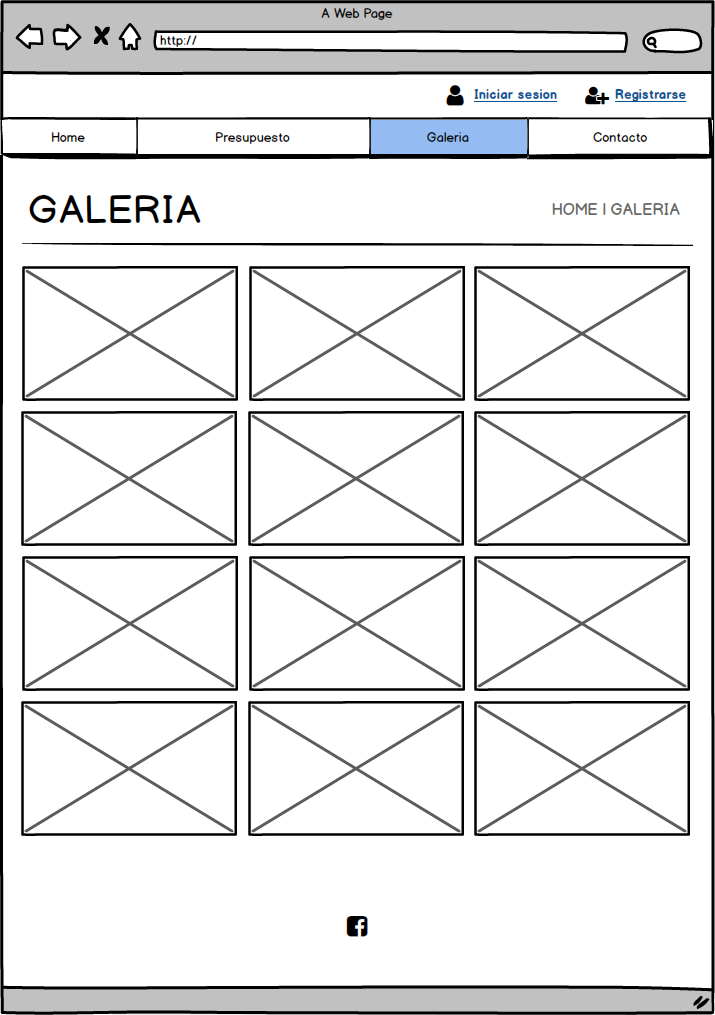 A Web Page
http://
Iniciar sesion Registrarse
Home Presupuesto Galeria Contacto
GALERIA
HOME | GALERIA